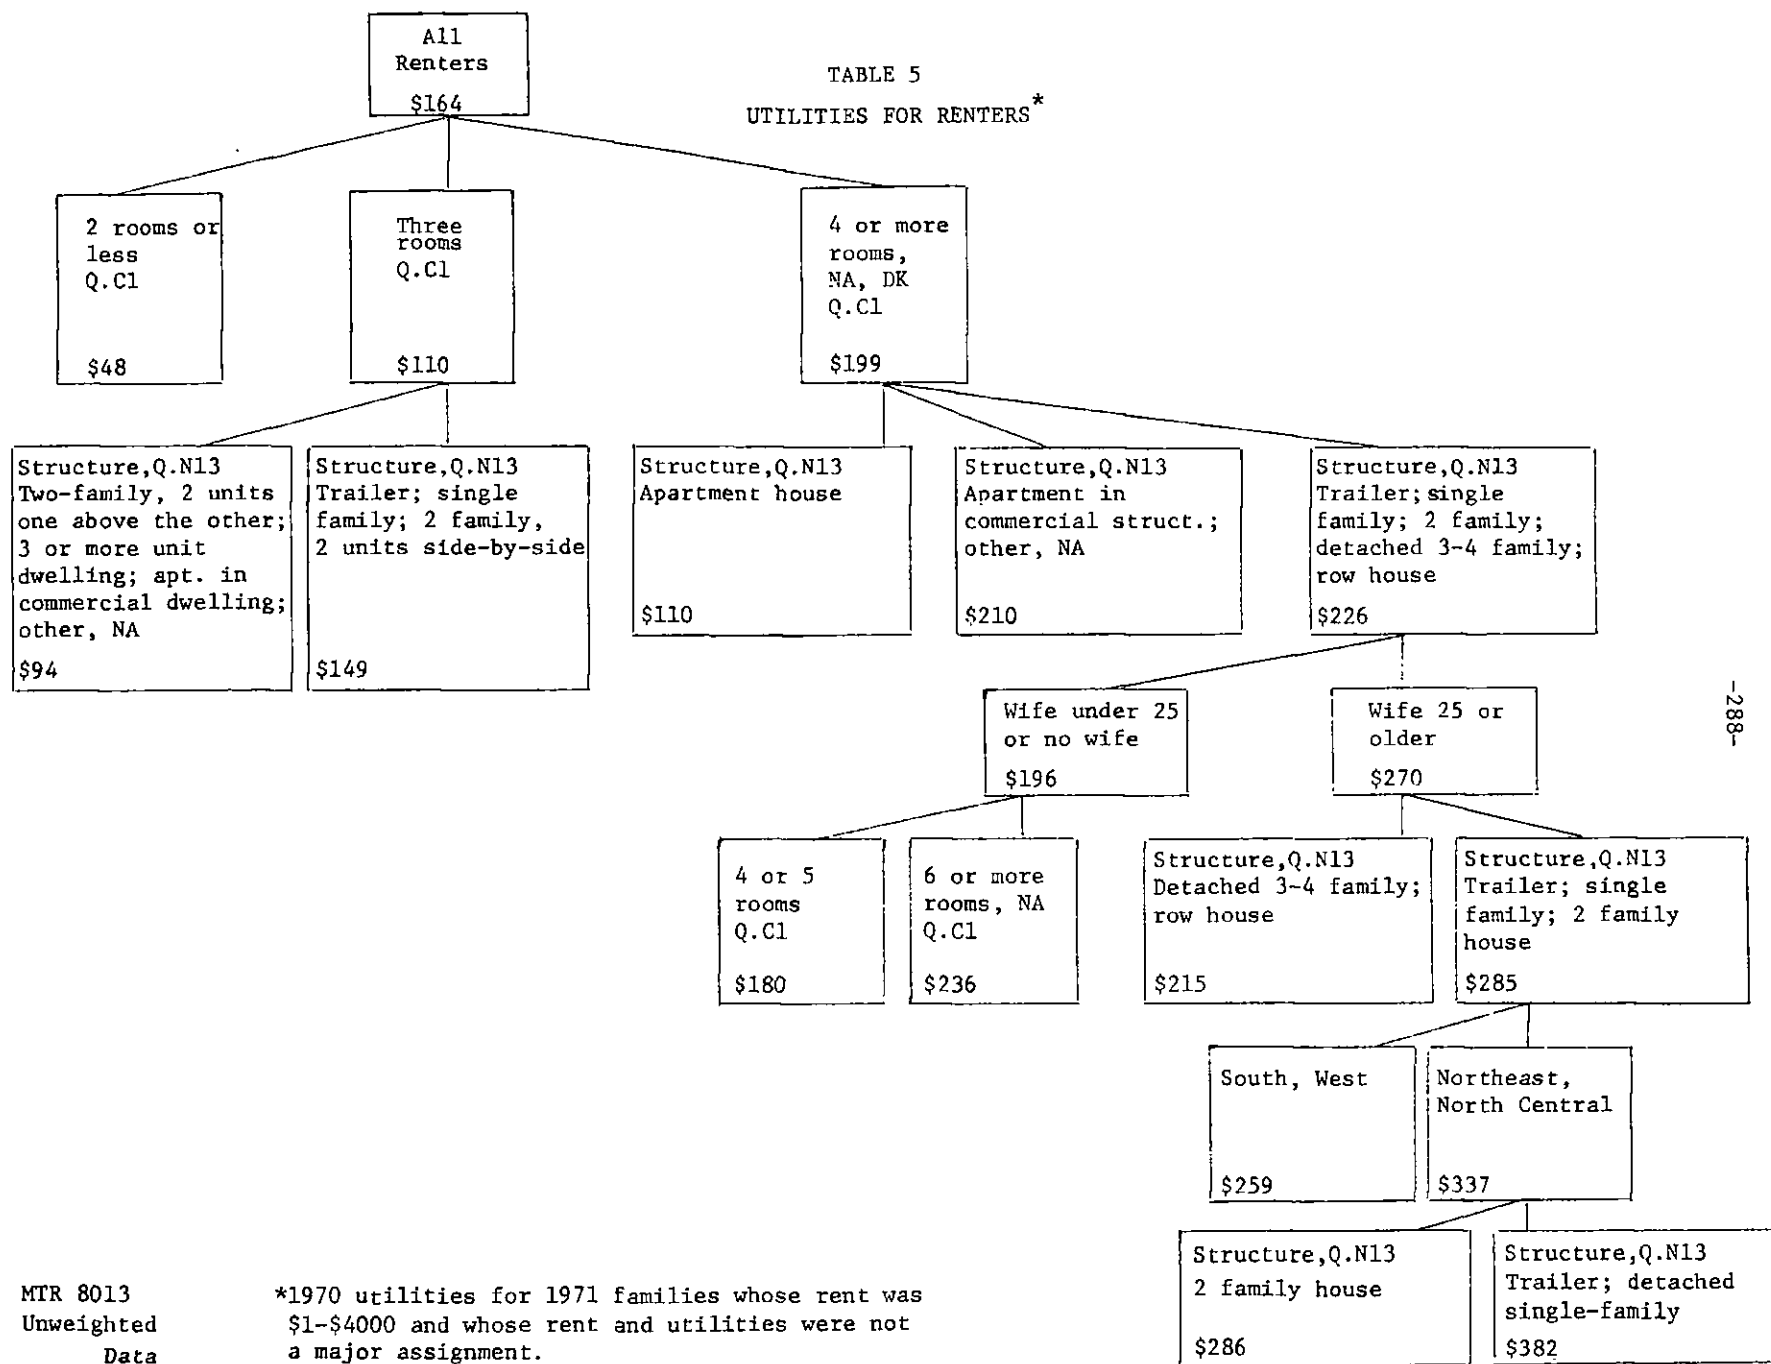 All
Renters
$164
TABLE 5
UTILITIES FOR RENTERS*
2 rooms or
less
Q.C1
$48
Three
rooms
Q.C1
$110
4 or more
rooms,
NA, DK
Q.C1
$199
Structure,Q.N13
Two-family, 2 units
one above the other;
3 or more unit
dwelling; apt. in
commercial dwelling;
other, NA
$94
Structure,Q.N13
Trailer; single
family; 2 family,
2 units side-by-side
$149
Structure,Q.N13
Apartment house
$110
Structure,Q.N13
Apartment in
commercial struct.;
other, NA
$210
Structure,Q.N13
Trailer; single
family; 2 family;
detached 3-4 family;
row house
$226
Wife under 25
or no wife
$196
Wife 25 or
older
$270
-288-
4 or 5
rooms
Q.C1
$180
6 or more
rooms, NA
Q.C1
$236
Structure,Q.N13
Detached 3-4 family;
row house
$215
Structure,Q.N13
Trailer; single
family; 2 family
house
$285
South, West
$259
Northeast,
North Central
$337
Structure,Q.N13
2 family house
$286
Structure,Q.N13
Trailer; detached
single-family
$382
MTR 8013
Unweighted
Data
*1970 utilities for 1971 families whose rent was
$1-$4000 and whose rent and utilities were not
a major assignment.